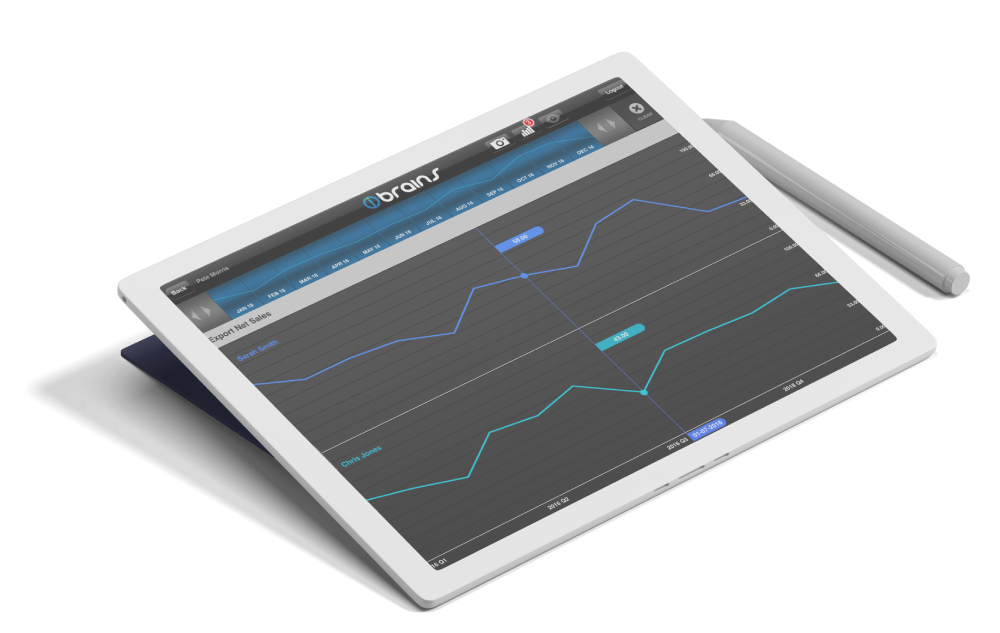 Back
Pete Morris
brains
5
Logout
CLEAR
JAN 16
FEB 16
MAR 16
APR 16
MAY 16
JUN 16
JUL 16
AUG 16
SEP 16
OCT 16
NOV 16
DEC 16
Export Net Sales
Sarah Smith
58.00
100.00
66.00
33.00
0.00
Chris Jones
43.00
100.00
66.00
33.00
0.00
16 Q1
2016 Q2
2016 Q3
01-07-2016
2016 Q4